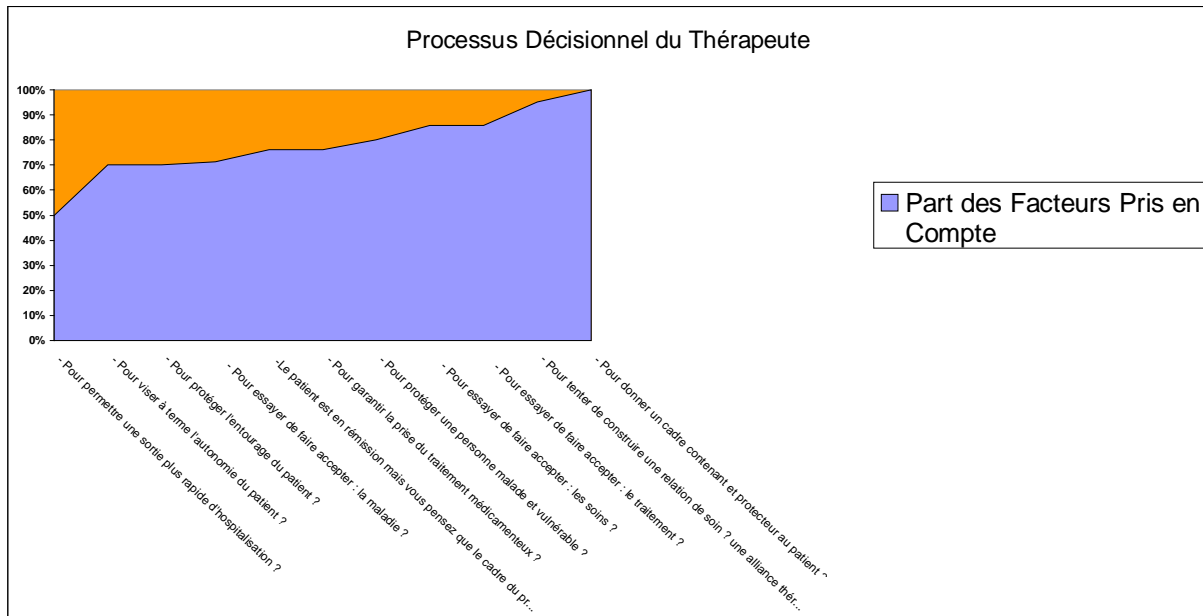 Processus Décisionnel du Thérapeute
100%
90%
80%
70%
60%
50%
40%
30%
20%
10%
0%
- Pour permettre une sortie plus rapide d'hospitalisation ?
- Pour viser à terme l'autonomie du patient ?
- Pour protéger l'entourage du patient ?
- Pour essayer de faire accepter : la maladie ?
-Le patient est en rémission mais vous pensez que le cadre du pr...
- Pour garantir la prise du traitement médicamenteux ?
- Pour protéger une personne malade et vulnérable ?
- Pour essayer de faire accepter : les soins ?
- Pour essayer de faire accepter : le traitement ?
- Pour tenter de construire une relation de soin ? une alliance thér...
- Pour donner un cadre contenant et protecteur au patient ?
Part des Facteurs Pris en
Compte